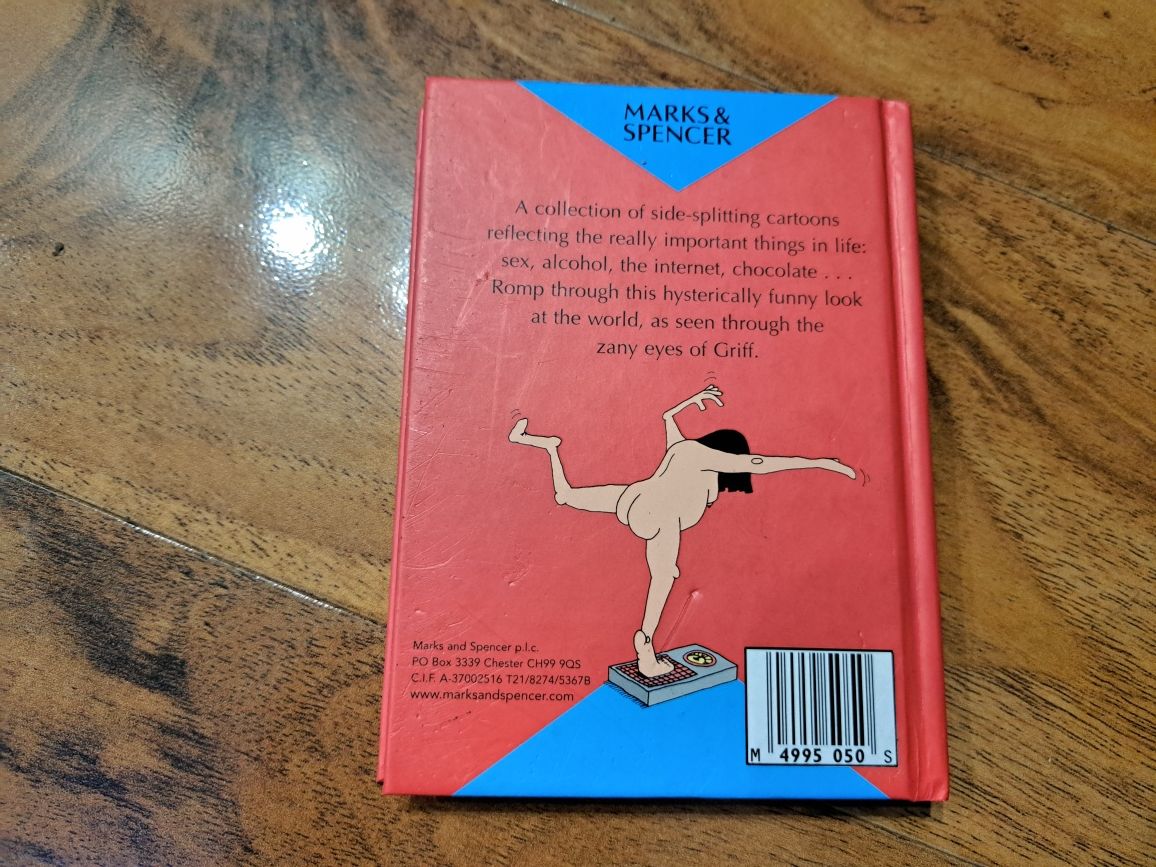 MARKS &
SPENCER
A collection of side-splitting cartoons
reflecting the really important things in life:
sex, alcohol, the internet, chocolate . . .
Romp through this hysterically funny look
at the world, as seen through the
zany eyes of Griff.
Marks and Spencer p.l.c.
PO Box 3339 Chester CH99 9QS
C.I.F. A-37002516 T21/8274/5367B
www.marksandspencer.com
M 4995 050 S